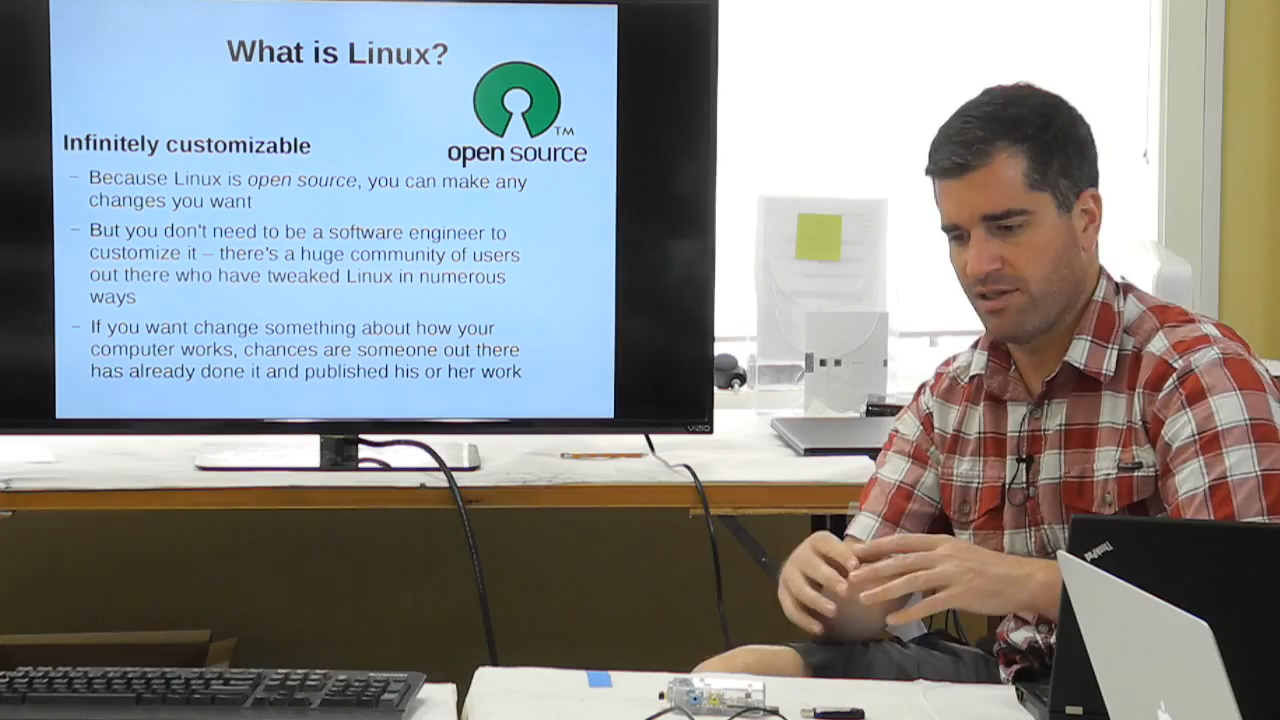 What is Linux?
TM
open source
Infinitely customizable
– Because Linux is open source, you can make any
changes you want
– But you don't need to be a software engineer to
customize it – there's a huge community of users
out there who have tweaked Linux in numerous
ways
– If you want change something about how your
computer works, chances are someone out there
has already done it and published his or her work
VIZIO
ThinkPad